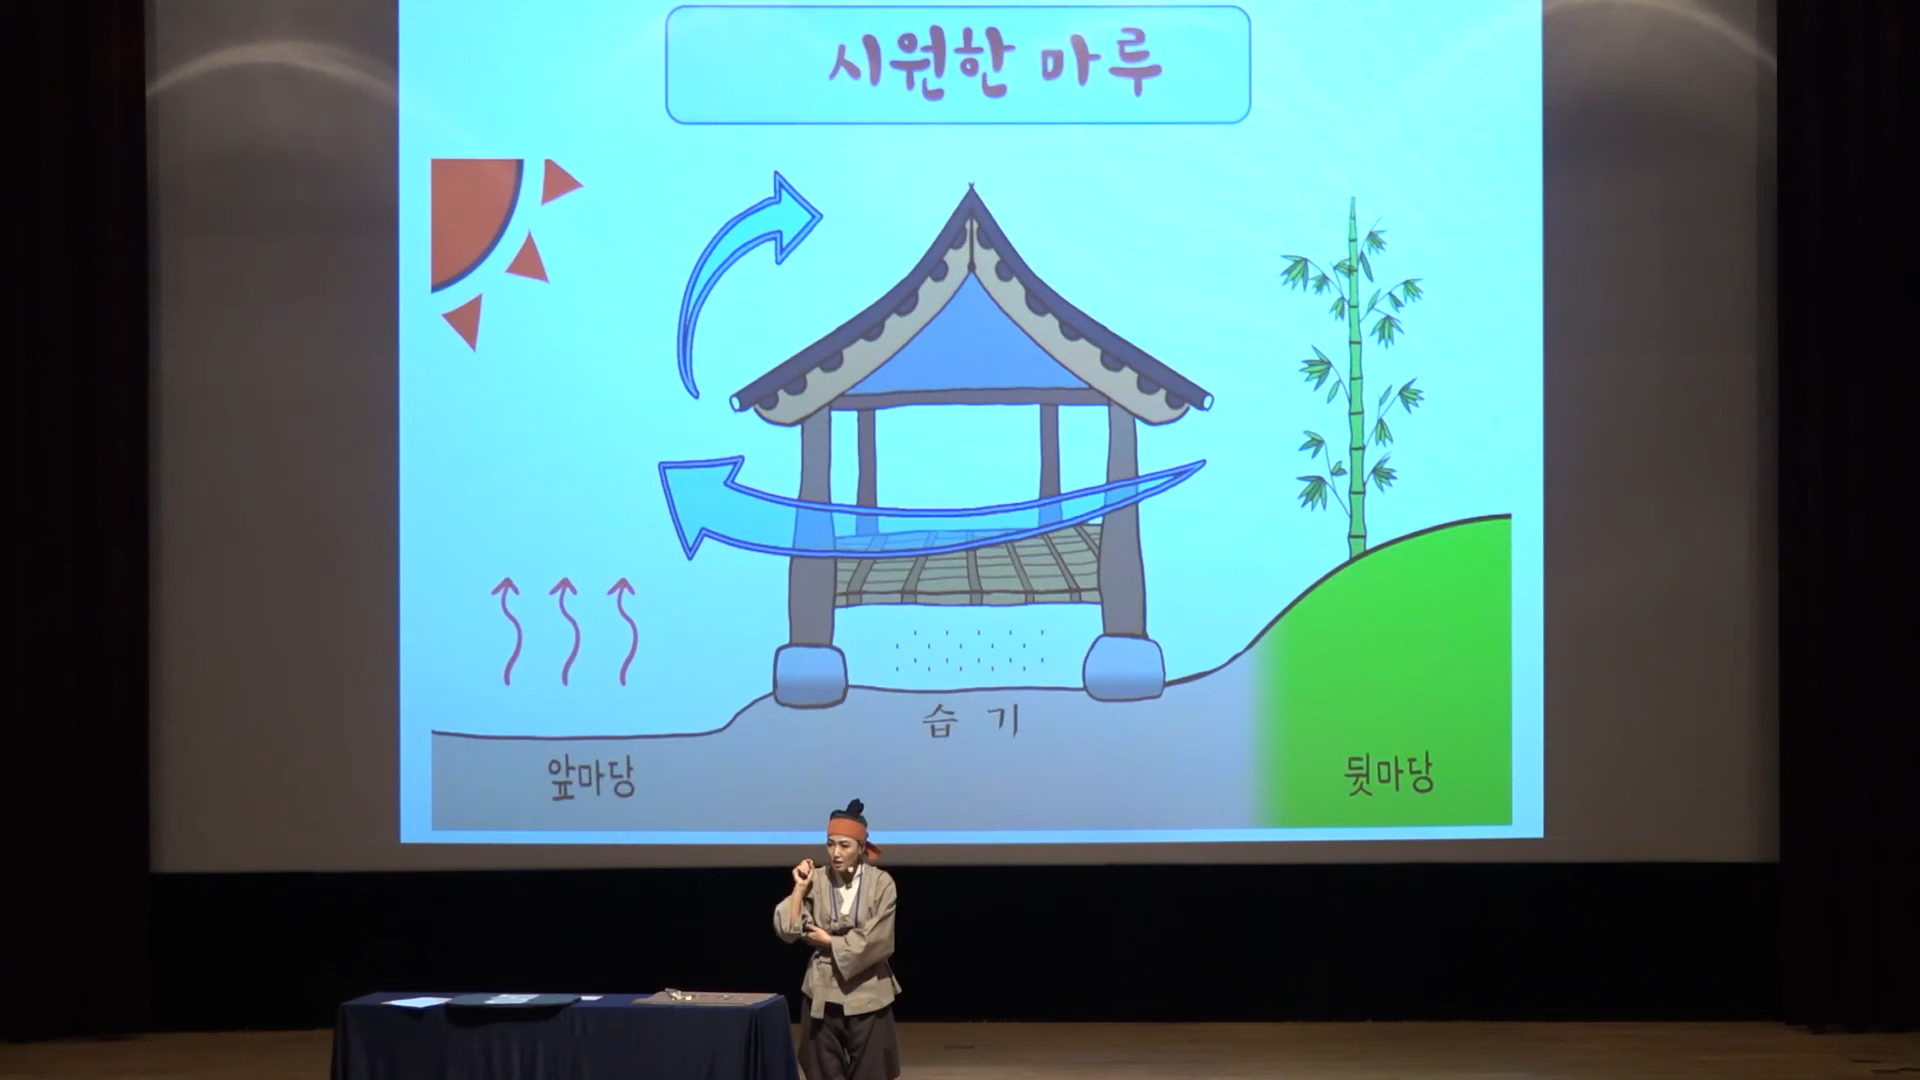 시원한 마루
습 기
앞마당
뒷마당